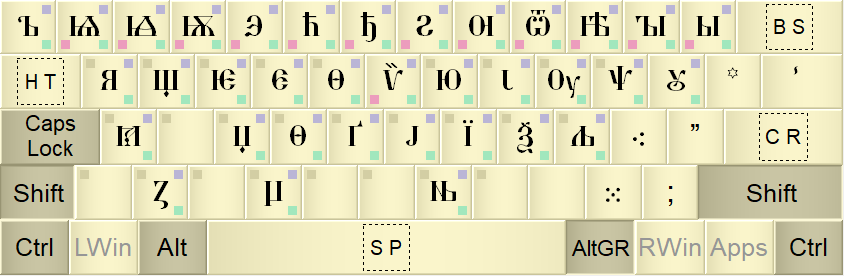 Ъ Ѩ Ѭ Э Ћ Ђ Ꙅ Ѿ Ꙓ Ꙑ Ы BS
HT Я Щ Ѥ Є Ѳ Ѷ Ю Ꙋ Ѱ
Caps Lock Ꙗ Џ Ѳ Ґ Ј Ї Ѯ Љ ⁖ ” CR
Shift Ꙁ Њ ⁘ ; Shift
Ctrl LWin Alt SP AltGR RWin Apps Ctrl